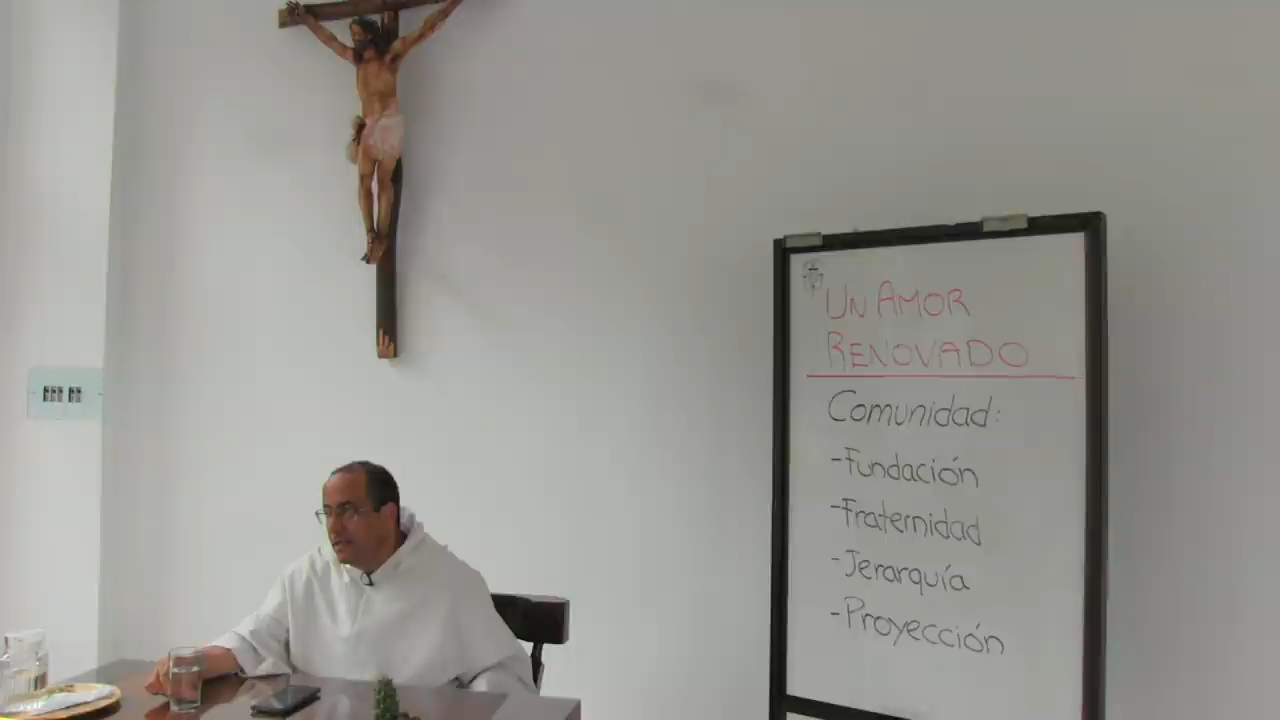 UN AMOR
RENOVADO
Comunidad:
-Fundación
-Fraternidad
-Jerarquía
-Proyección